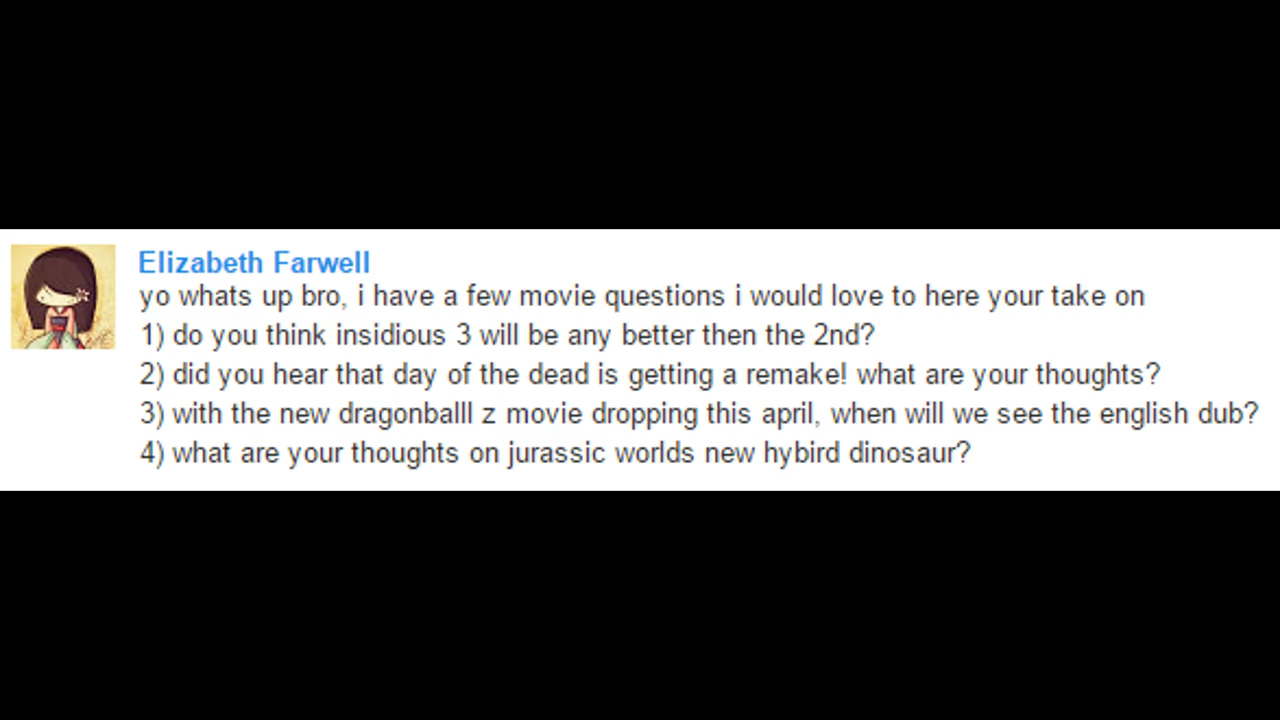 Elizabeth Farwell
yo whats up bro, i have a few movie questions i would love to here your take on
1) do you think insidious 3 will be any better then the 2nd?
2) did you hear that day of the dead is getting a remake! what are your thoughts?
3) with the new dragonballl z movie dropping this april, when will we see the english dub?
4) what are your thoughts on jurassic worlds new hybird dinosaur?